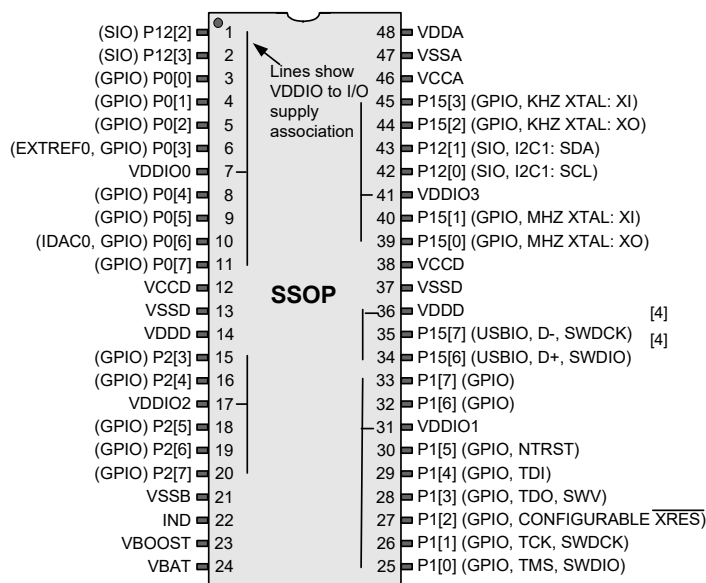 (SIO) P12[2] 1 48 VDDA
(SIO) P12[3] 2 47 VSSA
(GPIO) P0[0] 3 Lines show 46 VCCA
(GPIO) P0[1] 4 VDDIO to I/O 45 P15[3] (GPIO, KHZ XTAL: XI)
(GPIO) P0[2] 5 supply 44 P15[2] (GPIO, KHZ XTAL: XO)
(EXTREF0, GPIO) P0[3] 6 association 43 P12[1] (SIO, I2C1: SDA)
VDDIO0 7 42 P12[0] (SIO, I2C1: SCL)
(GPIO) P0[4] 8 41 VDDIO3
(GPIO) P0[5] 9 40 P15[1] (GPIO, MHZ XTAL: XI)
(IDAC0, GPIO) P0[6] 10 39 P15[0] (GPIO, MHZ XTAL: XO)
(GPIO) P0[7] 11 38 VCCD
VCCD 12 SSOP 37 VSSD
VSSD 13 36 VDDD [4]
VDDD 14 35 P15[7] (USBIO, D-, SWDCK) [4]
(GPIO) P2[3] 15 34 P15[6] (USBIO, D+, SWDIO)
(GPIO) P2[4] 16 33 P1[7] (GPIO)
VDDIO2 17 32 P1[6] (GPIO)
(GPIO) P2[5] 18 31 VDDIO1
(GPIO) P2[6] 19 30 P1[5] (GPIO, NTRST)
(GPIO) P2[7] 20 29 P1[4] (GPIO, TDI)
VSSB 21 28 P1[3] (GPIO, TDO, SWV)
IND 22 27 P1[2] (GPIO, CONFIGURABLE XRES)
VBOOST 23 26 P1[1] (GPIO, TCK, SWDCK)
VBAT 24 25 P1[0] (GPIO, TMS, SWDIO)